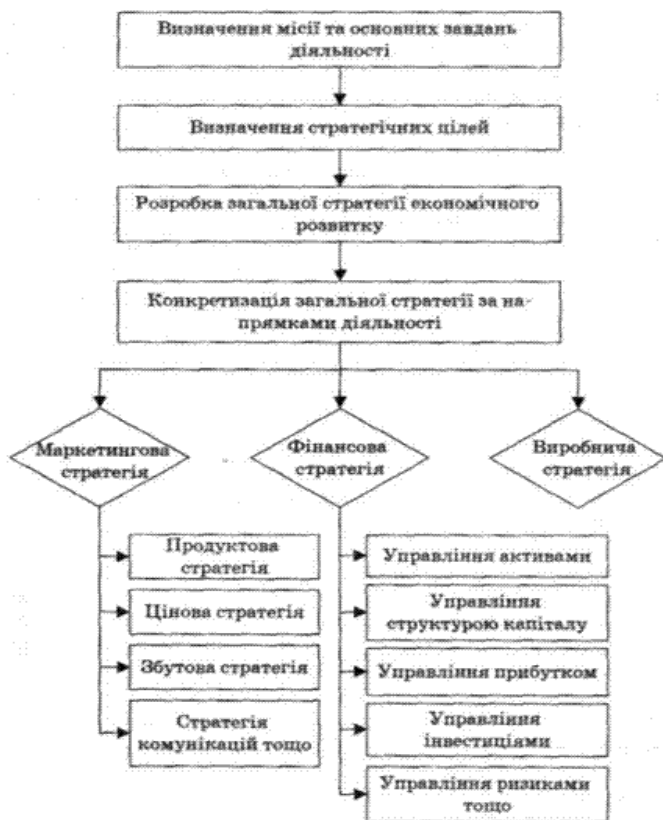 Визначення місії та основних завдань
діяльності
Визначення стратегічних цілей
Розробка загальної стратегії економічного
розвитку
Конкретизація загальної стратегії за на-
прямками діяльності
Маркетингова
стратегія
Фінансова
стратегія
Виробнича
стратегія
Продуктова
стратегія
Цінова стратегія
Збутова стратегія
Стратегія
комунікацій тощо
Управління активами
Управління
структурою капіталу
Управління прибутком
Управління
інвестиціями
Управління ризиками
тощо